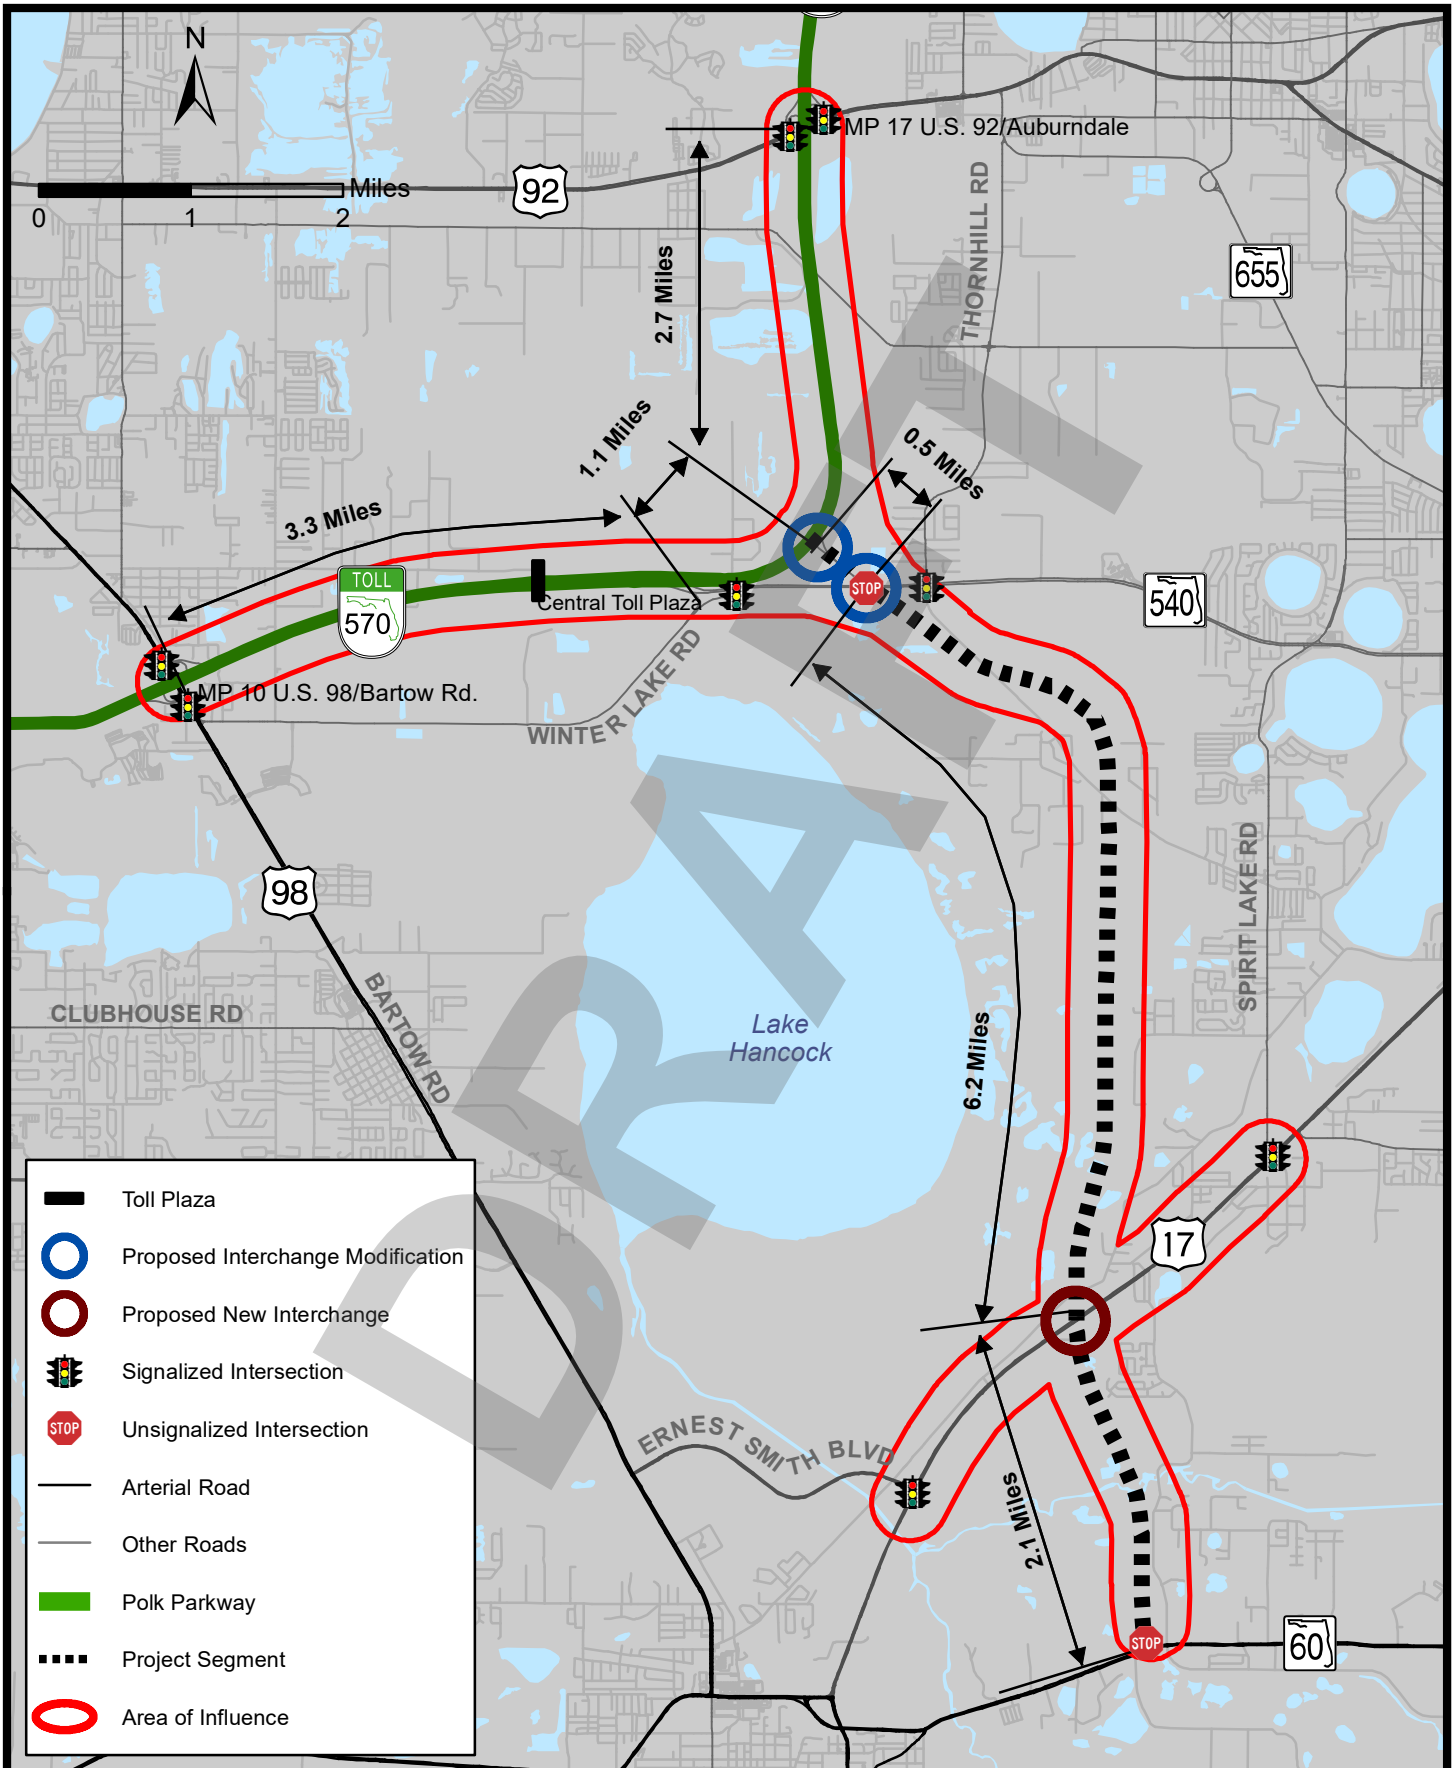 N
MP 17 U.S. 92/Auburndale
Miles
0 1 2
92
THORNHILL RD
655
2.7 Miles
1.1 Miles
0.5 Miles
3.3 Miles
TOLL
570
Central Toll Plaza
STOP
540
MP 10 U.S. 98/Bartow Rd.
WINTER LAKE RD
98
SPIRIT LAKE RD
CLUBHOUSE RD
BARTOW RD
Lake
Hancock
6.2 Miles
17
ERNEST SMITH BLVD
2.1 Miles
STOP
60
DRAFT
Toll Plaza
Proposed Interchange Modification
Proposed New Interchange
Signalized Intersection
STOP
Unsignalized Intersection
Arterial Road
Other Roads
Polk Parkway
Project Segment
Area of Influence